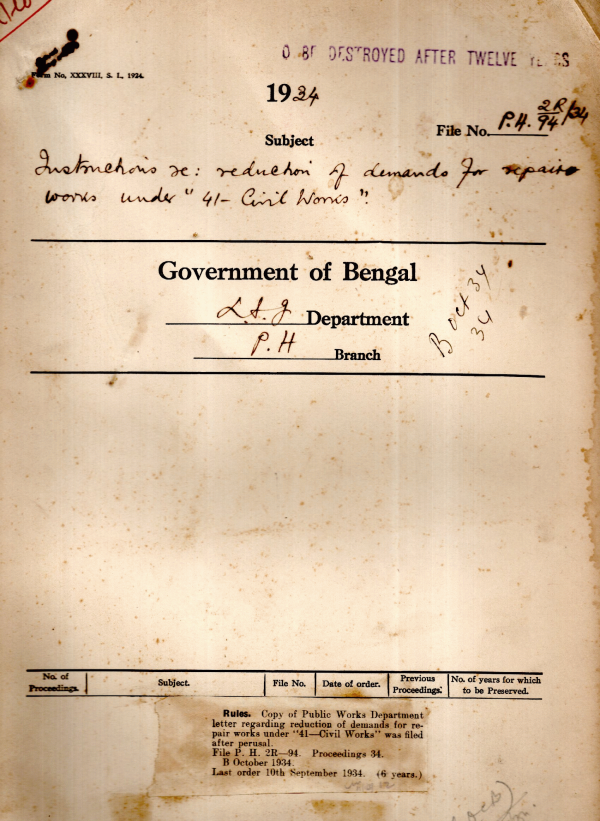 O BE DESTROYED AFTER TWELVE
Form No, XXXVIII, S. I., 1934.
1934
File No. P.H. 2R/94/34
Subject
Instructions re: reduction of demands for repairs
works under "41- Civil Works".
Government of Bengal
L.S.G Department
P.H Branch
B Oct 34
34
No. of Proceedings. Subject. File No. Date of order. Previous Proceedings. No. of years for which to be Preserved.
Rules. Copy of Public Works Department
letter regarding reduction of demands for re-
pair works under "41—Civil Works" was filed
after perusal.
File P. H. 2R—94. Proceedings 34.
B October 1934.
Last order 10th September 1934. (6 years.)